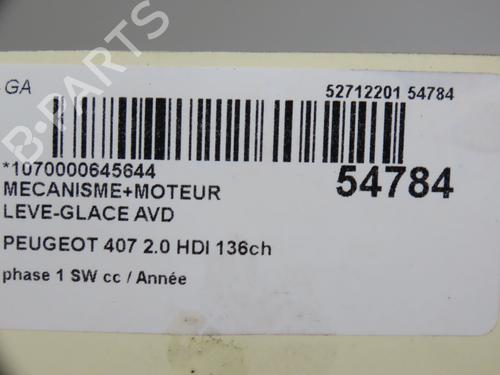 GA
52712201 54784
*1070000645644
54784
MECANISME+MOTEUR
LEVE-GLACE AVD
PEUGEOT 407 2.0 HDI 136ch
phase 1 SW cc / Année
B-PARTS